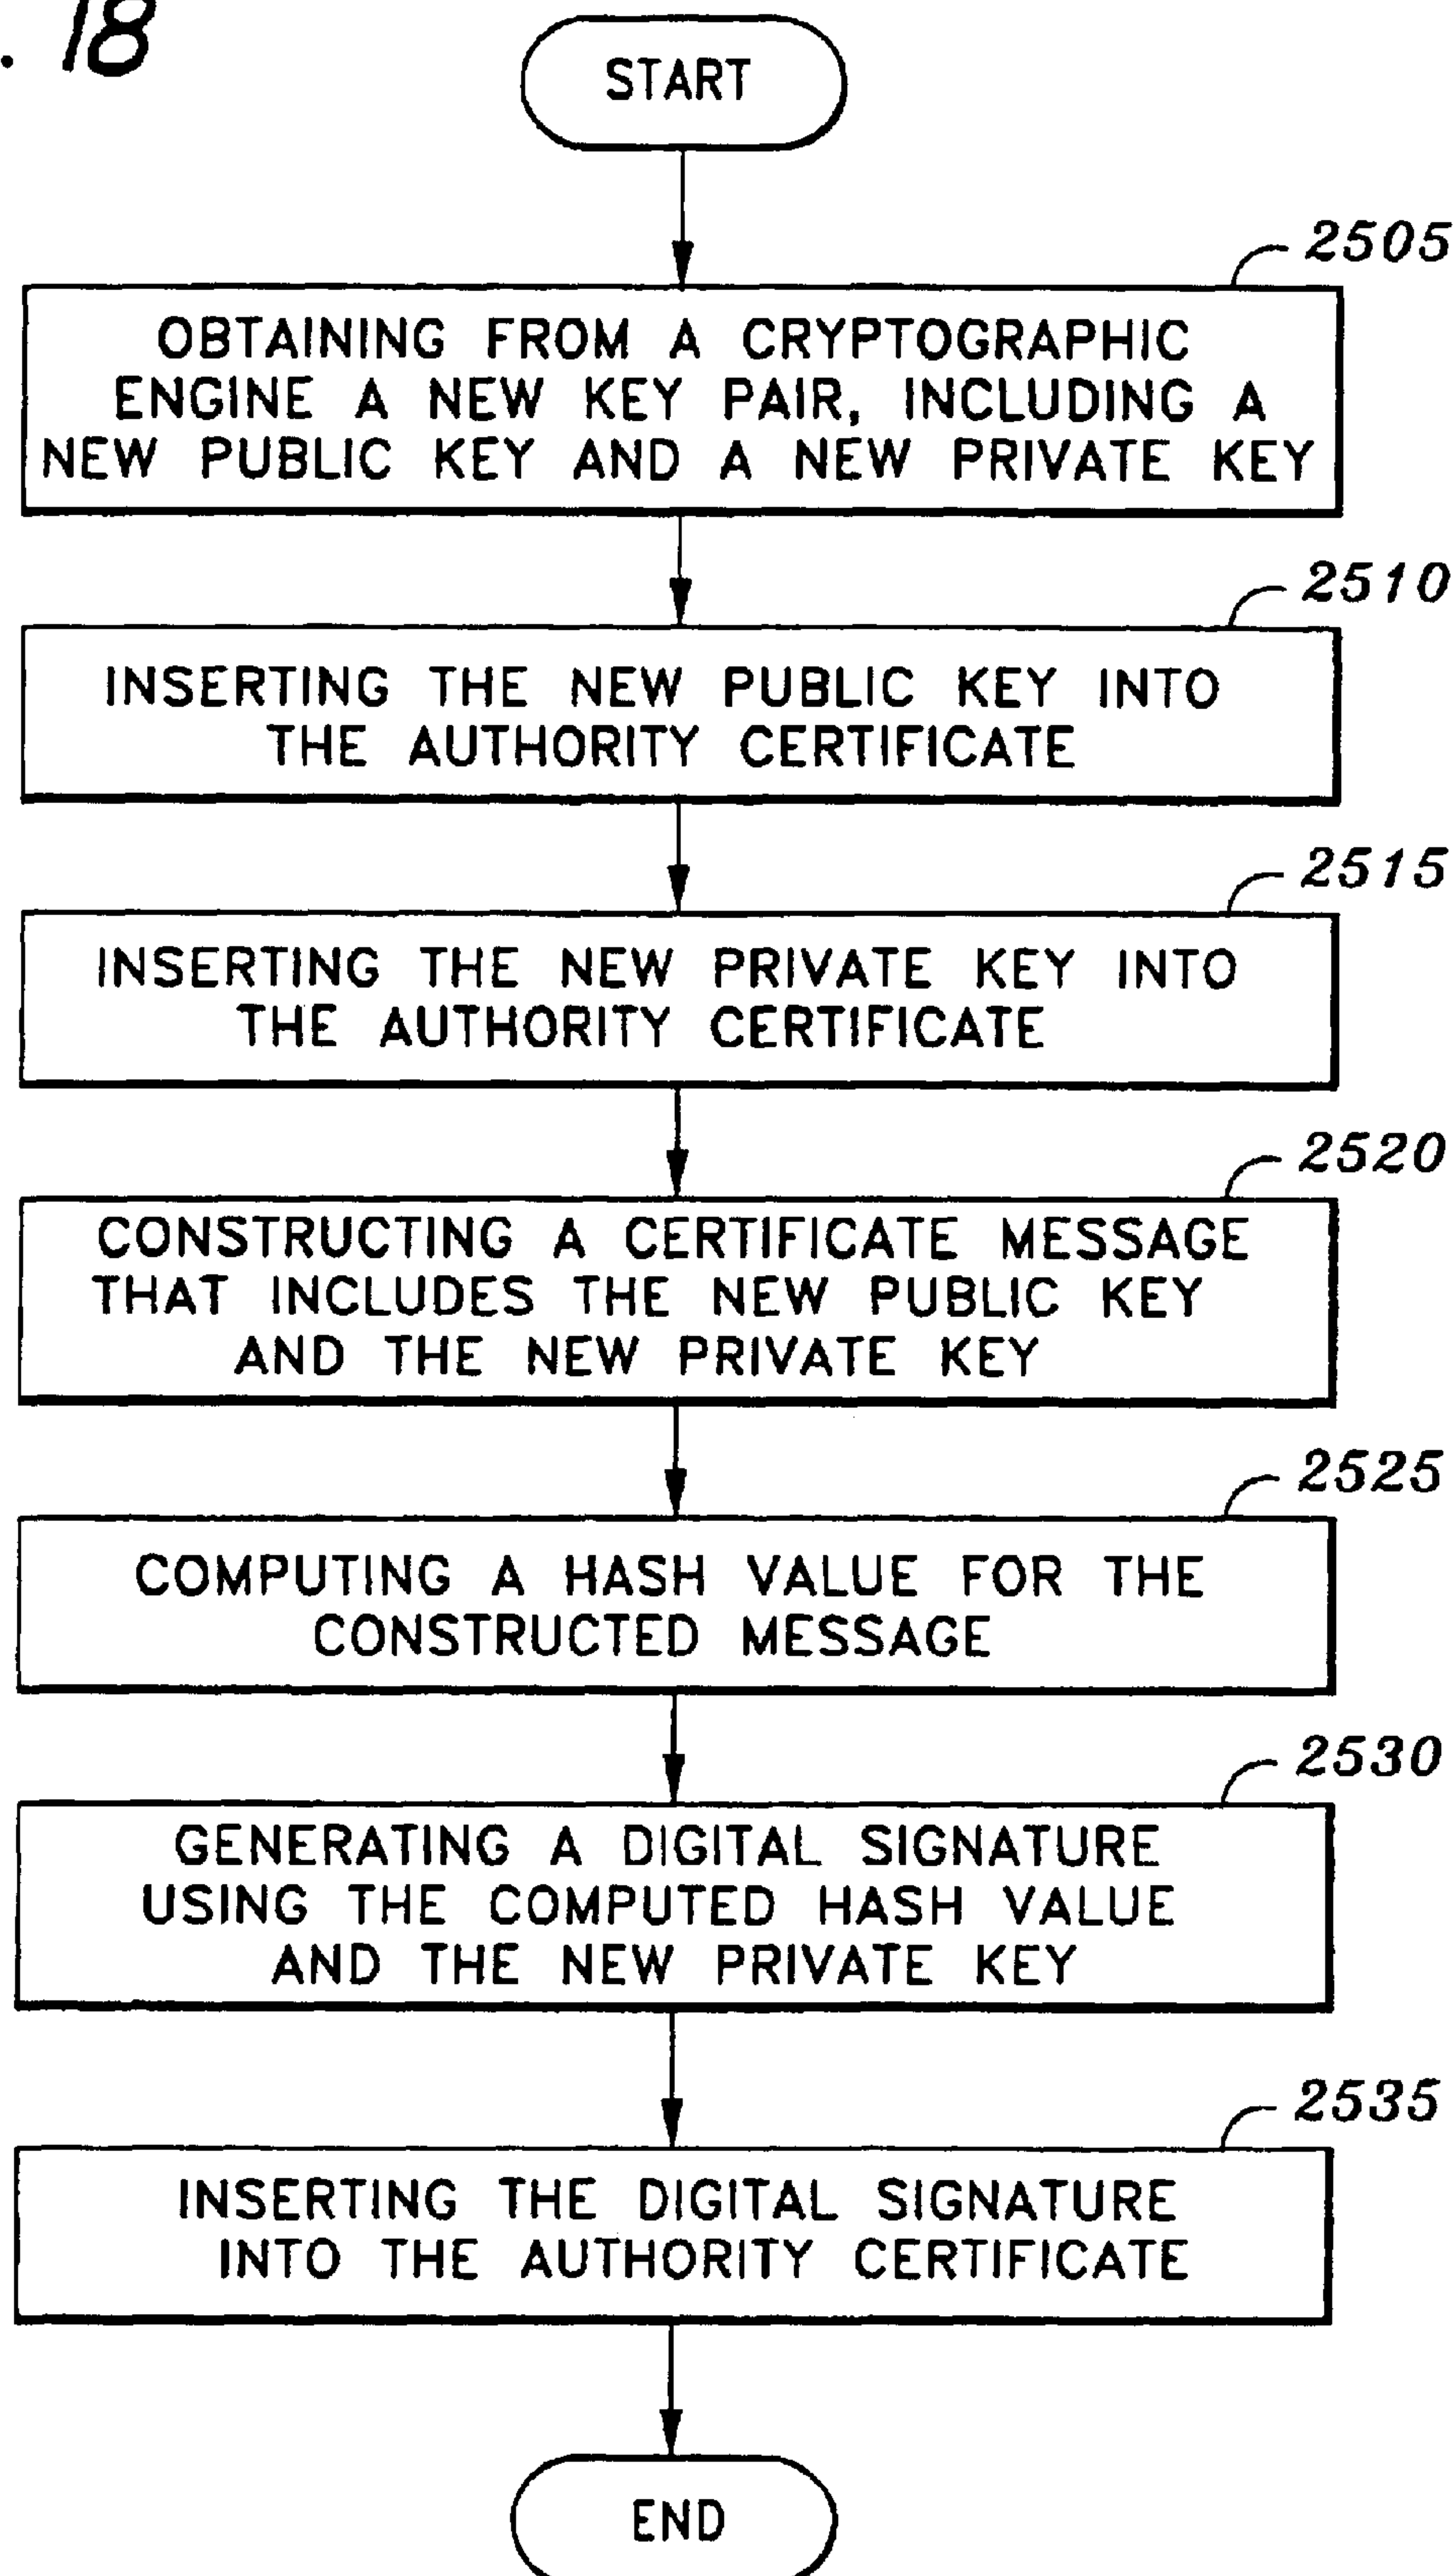 . 18
START
2505
OBTAINING FROM A CRYPTOGRAPHIC
ENGINE A NEW KEY PAIR, INCLUDING A
NEW PUBLIC KEY AND A NEW PRIVATE KEY
2510
INSERTING THE NEW PUBLIC KEY INTO
THE AUTHORITY CERTIFICATE
2515
INSERTING THE NEW PRIVATE KEY INTO
THE AUTHORITY CERTIFICATE
2520
CONSTRUCTING A CERTIFICATE MESSAGE
THAT INCLUDES THE NEW PUBLIC KEY
AND THE NEW PRIVATE KEY
2525
COMPUTING A HASH VALUE FOR THE
CONSTRUCTED MESSAGE
2530
GENERATING A DIGITAL SIGNATURE
USING THE COMPUTED HASH VALUE
AND THE NEW PRIVATE KEY
2535
INSERTING THE DIGITAL SIGNATURE
INTO THE AUTHORITY CERTIFICATE
END